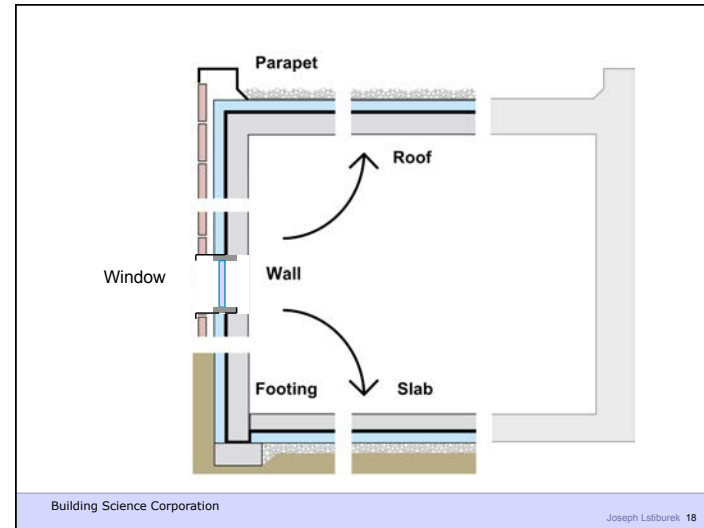 Parapet
Roof
Window
Wall
Footing
Slab
Building Science Corporation
Joseph Lstiburek 18